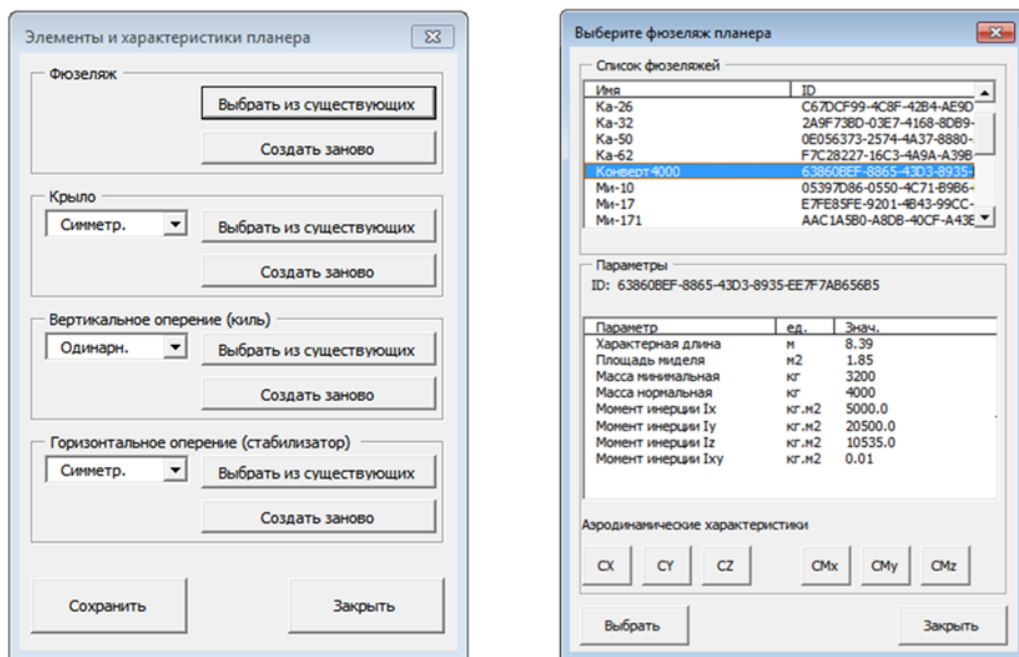 Элементы и характеристики планера
Фюзеляж
Выбрать из существующих
Создать заново
Крыло
Симметр.
Выбрать из существующих
Создать заново
Вертикальное оперение (киль)
Одинарн.
Выбрать из существующих
Создать заново
Горизонтальное оперение (стабилизатор)
Симметр.
Выбрать из существующих
Создать заново
Сохранить Закрыть
Выберите фюзеляж планера
Список фюзеляжей
Имя ID
Ка-26 C67DCF99-4C8F-42B4-AE9D
Ка-32 2A9F73BD-03E7-4168-8DB9-
Ка-50 0E056373-2574-4A37-8880-
Ка-62 F7C28227-16C3-4A9A-A39B
Конверт4000 63860BEF-8865-43D3-8935-
Ми-10 05397D86-0550-4C71-B9B6-
Ми-17 E7FE85FE-9201-4B43-99CC-
Ми-171 AAC1A5B0-A8DB-40CF-A43E
Параметры
ID: 63860BEF-8865-43D3-8935-EE7F7AB656B5
Параметр ед. Знач.
Характерная длина м 8.39
Площадь миделя м2 1.85
Масса минимальная кг 3200
Масса нормальная кг 4000
Момент инерции Ix кг.м2 5000.0
Момент инерции Iy кг.м2 20500.0
Момент инерции Iz кг.м2 10535.0
Момент инерции Ixy кг.м2 0.01
Аэродинамические характеристики
CX CY CZ CMx CMy CMz
Выбрать Закрыть